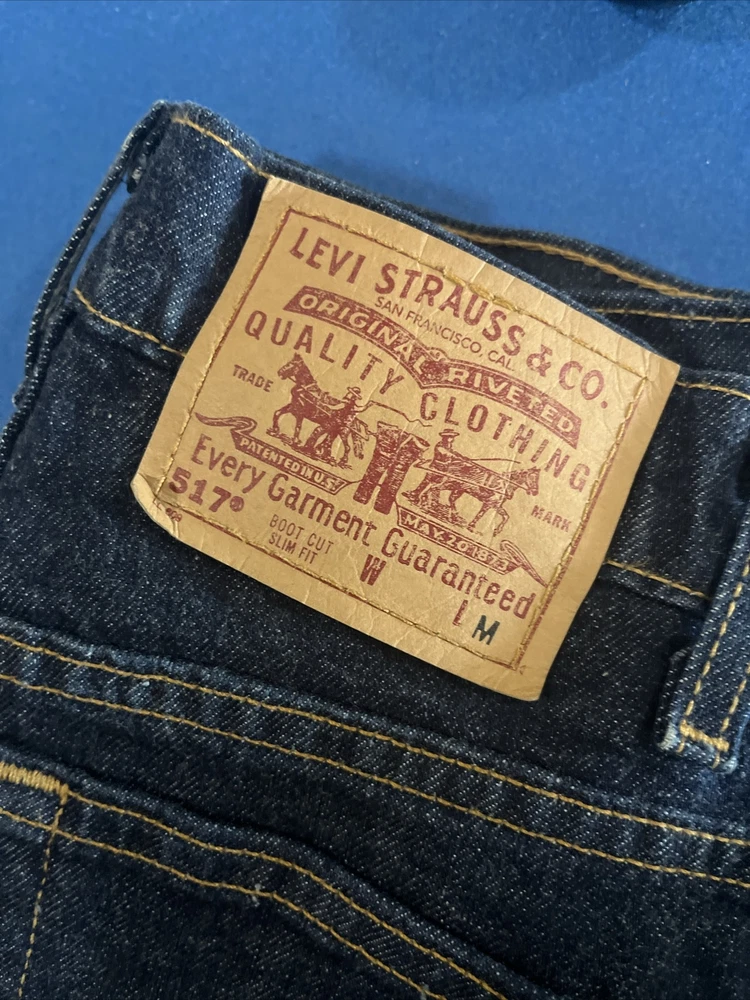 LEVI STRAUSS & CO.
SAN FRANCISCO, CAL.
ORIGINAL RIVETED
QUALITY CLOTHING
TRADE MARK
PATENTED IN U.S.
MAY 20 1873
Every Garment Guaranteed
517®
BOOT CUT
SLIM FIT
W L M